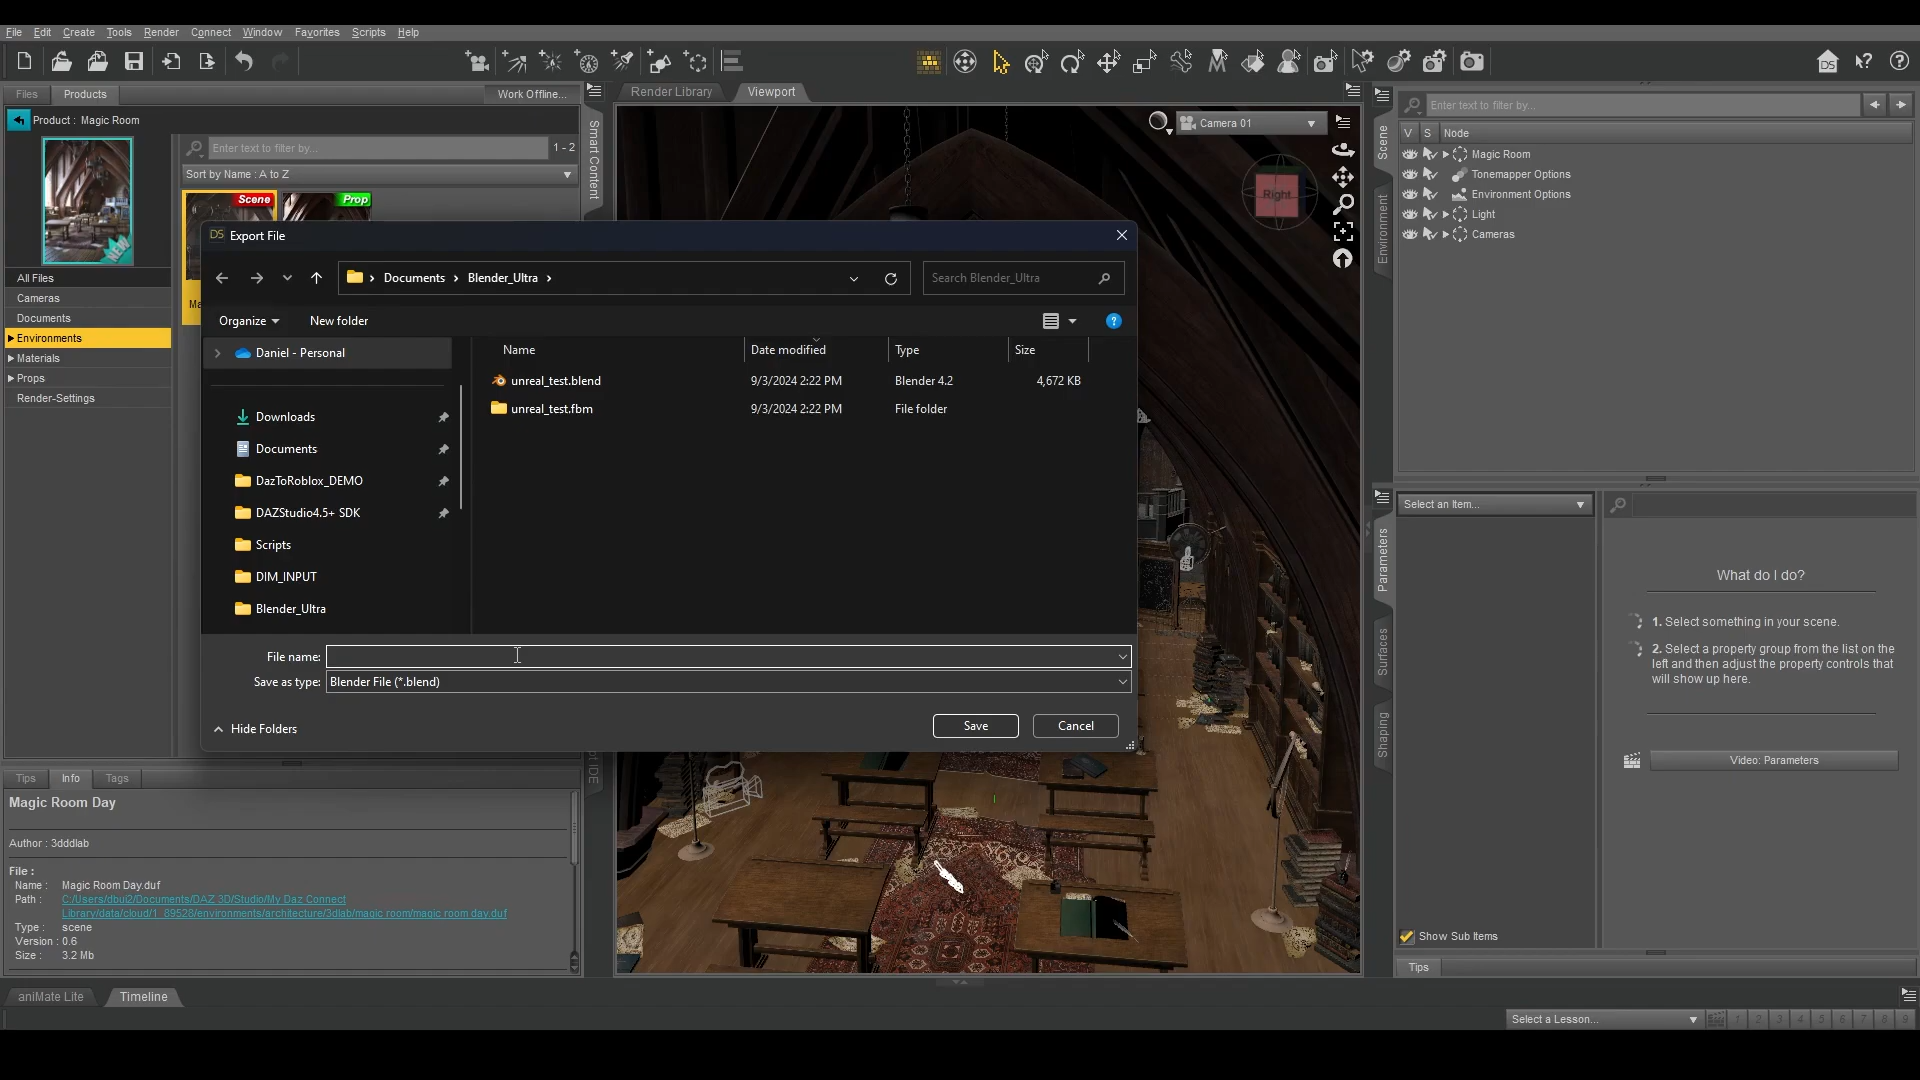 File Edit Create Tools Render Connect Window Favorites Scripts Help
Files Products Work Offline...
Product : Magic Room
Enter text to filter by... 1 - 2
Sort by Name : A to Z
Scene Prop
NEW
All Files
Cameras
Documents
Environments
Materials
Props
Render-Settings
Smart Content
Render Library Viewport
Camera 01
Right
DS Export File
Documents Blender_Ultra
Search Blender_Ultra
Organize New folder
Daniel - Personal
Downloads
Documents
DazToRoblox_DEMO
DAZStudio4.5+ SDK
Scripts
DIM_INPUT
Blender_Ultra
Name Date modified Type Size
unreal_test.blend 9/3/2024 2:22 PM Blender 4.2 4,672 KB
unreal_test.fbm 9/3/2024 2:22 PM File folder
File name:
Save as type: Blender File (*.blend)
Hide Folders
Save Cancel
Tips Info Tags
Magic Room Day
Author : 3dddlab
File :
Name : Magic Room Day.duf
Path : C:/Users/dbui2/Documents/DAZ 3D/Studio/My Daz Connect
Library/data/cloud/1_89528/environments/architecture/3dlab/magic room/magic room day.duf
Type : scene
Version : 0.6
Size : 3.2 Mb
aniMate Lite Timeline
Scene
Environment
Enter text to filter by...
V S Node
Magic Room
Tonemapper Options
Environment Options
Light
Cameras
Parameters
Surfaces
Shaping
Select an Item...
What do I do?
1. Select something in your scene.
2. Select a property group from the list on the
left and then adjust the property controls that
will show up here.
Video: Parameters
Show Sub Items
Tips
Select a Lesson... 1 2 3 4 5 6 7 8 9